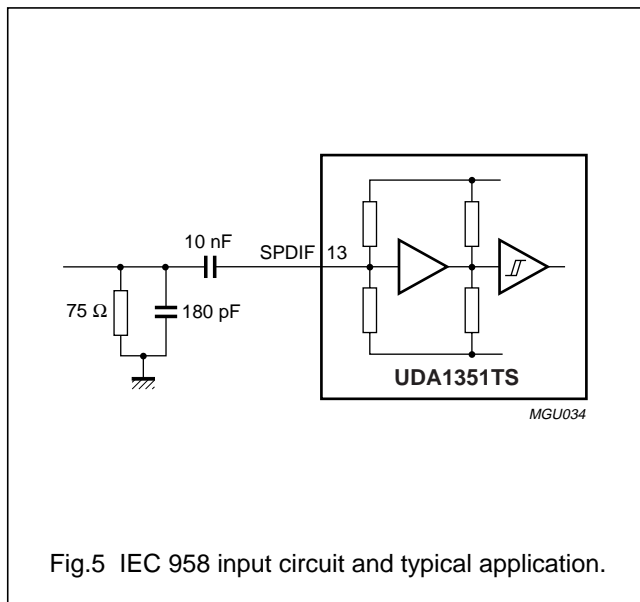 10 nF
SPDIF 13
75 Ω
180 pF
UDA1351TS
MGU034
Fig.5 IEC 958 input circuit and typical application.